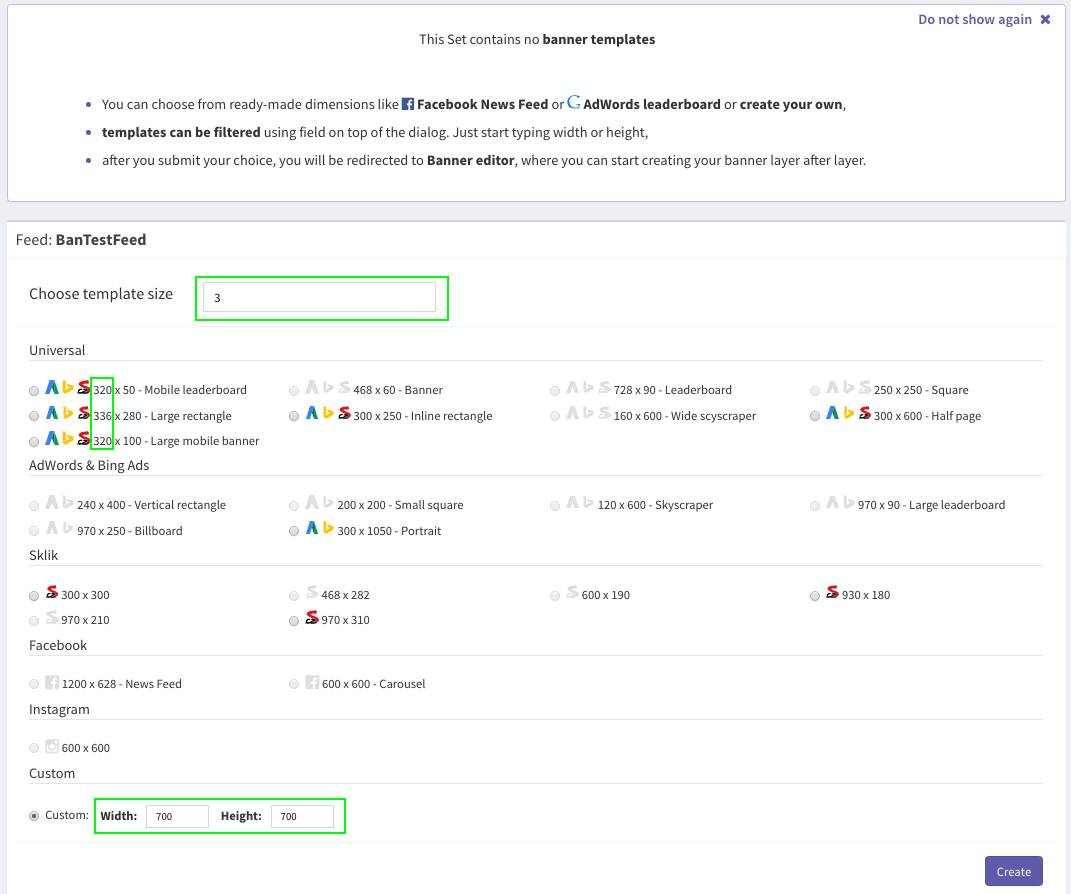 Do not show again ✖
This Set contains no banner templates
You can choose from ready-made dimensions like Facebook News Feed or AdWords leaderboard or create your own,
templates can be filtered using field on top of the dialog. Just start typing width or height,
after you submit your choice, you will be redirected to Banner editor, where you can start creating your banner layer after layer.
Feed: BanTestFeed
Choose template size 3
Universal
320 x 50 - Mobile leaderboard 468 x 60 - Banner 728 x 90 - Leaderboard 250 x 250 - Square
336 x 280 - Large rectangle 300 x 250 - Inline rectangle 160 x 600 - Wide scyscraper 300 x 600 - Half page
320 x 100 - Large mobile banner
AdWords & Bing Ads
240 x 400 - Vertical rectangle 200 x 200 - Small square 120 x 600 - Skyscraper 970 x 90 - Large leaderboard
970 x 250 - Billboard 300 x 1050 - Portrait
Sklik
300 x 300 468 x 282 600 x 190 930 x 180
970 x 210 970 x 310
Facebook
1200 x 628 - News Feed 600 x 600 - Carousel
Instagram
600 x 600
Custom
Custom: Width: 700 Height: 700
Create